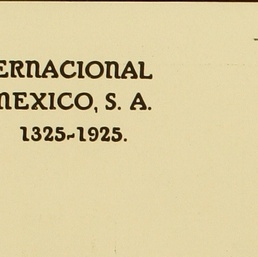 ERNACIONAL
MEXICO, S. A.
1325-1925.